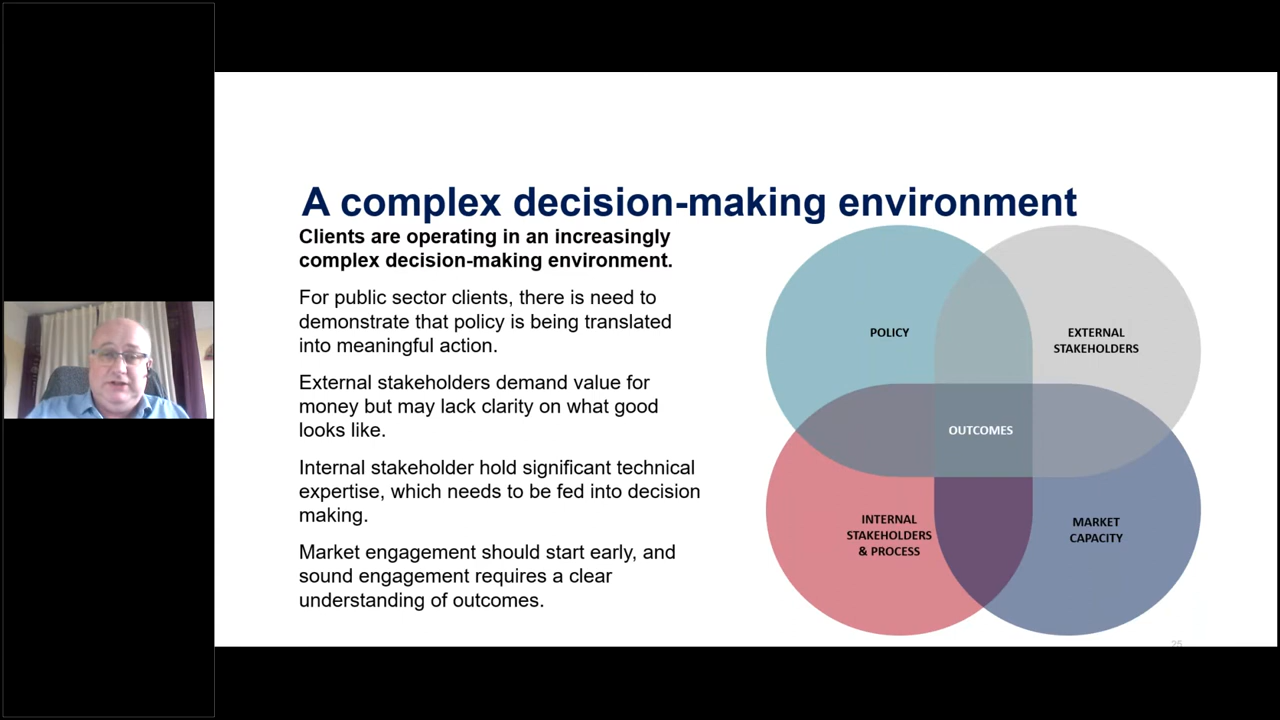 A complex decision-making environment
Clients are operating in an increasingly
complex decision-making environment.
For public sector clients, there is need to
demonstrate that policy is being translated
into meaningful action.
External stakeholders demand value for
money but may lack clarity on what good
looks like.
Internal stakeholder hold significant technical
expertise, which needs to be fed into decision
making.
Market engagement should start early, and
sound engagement requires a clear
understanding of outcomes.
POLICY
EXTERNAL
STAKEHOLDERS
OUTCOMES
INTERNAL
STAKEHOLDERS
& PROCESS
MARKET
CAPACITY
25